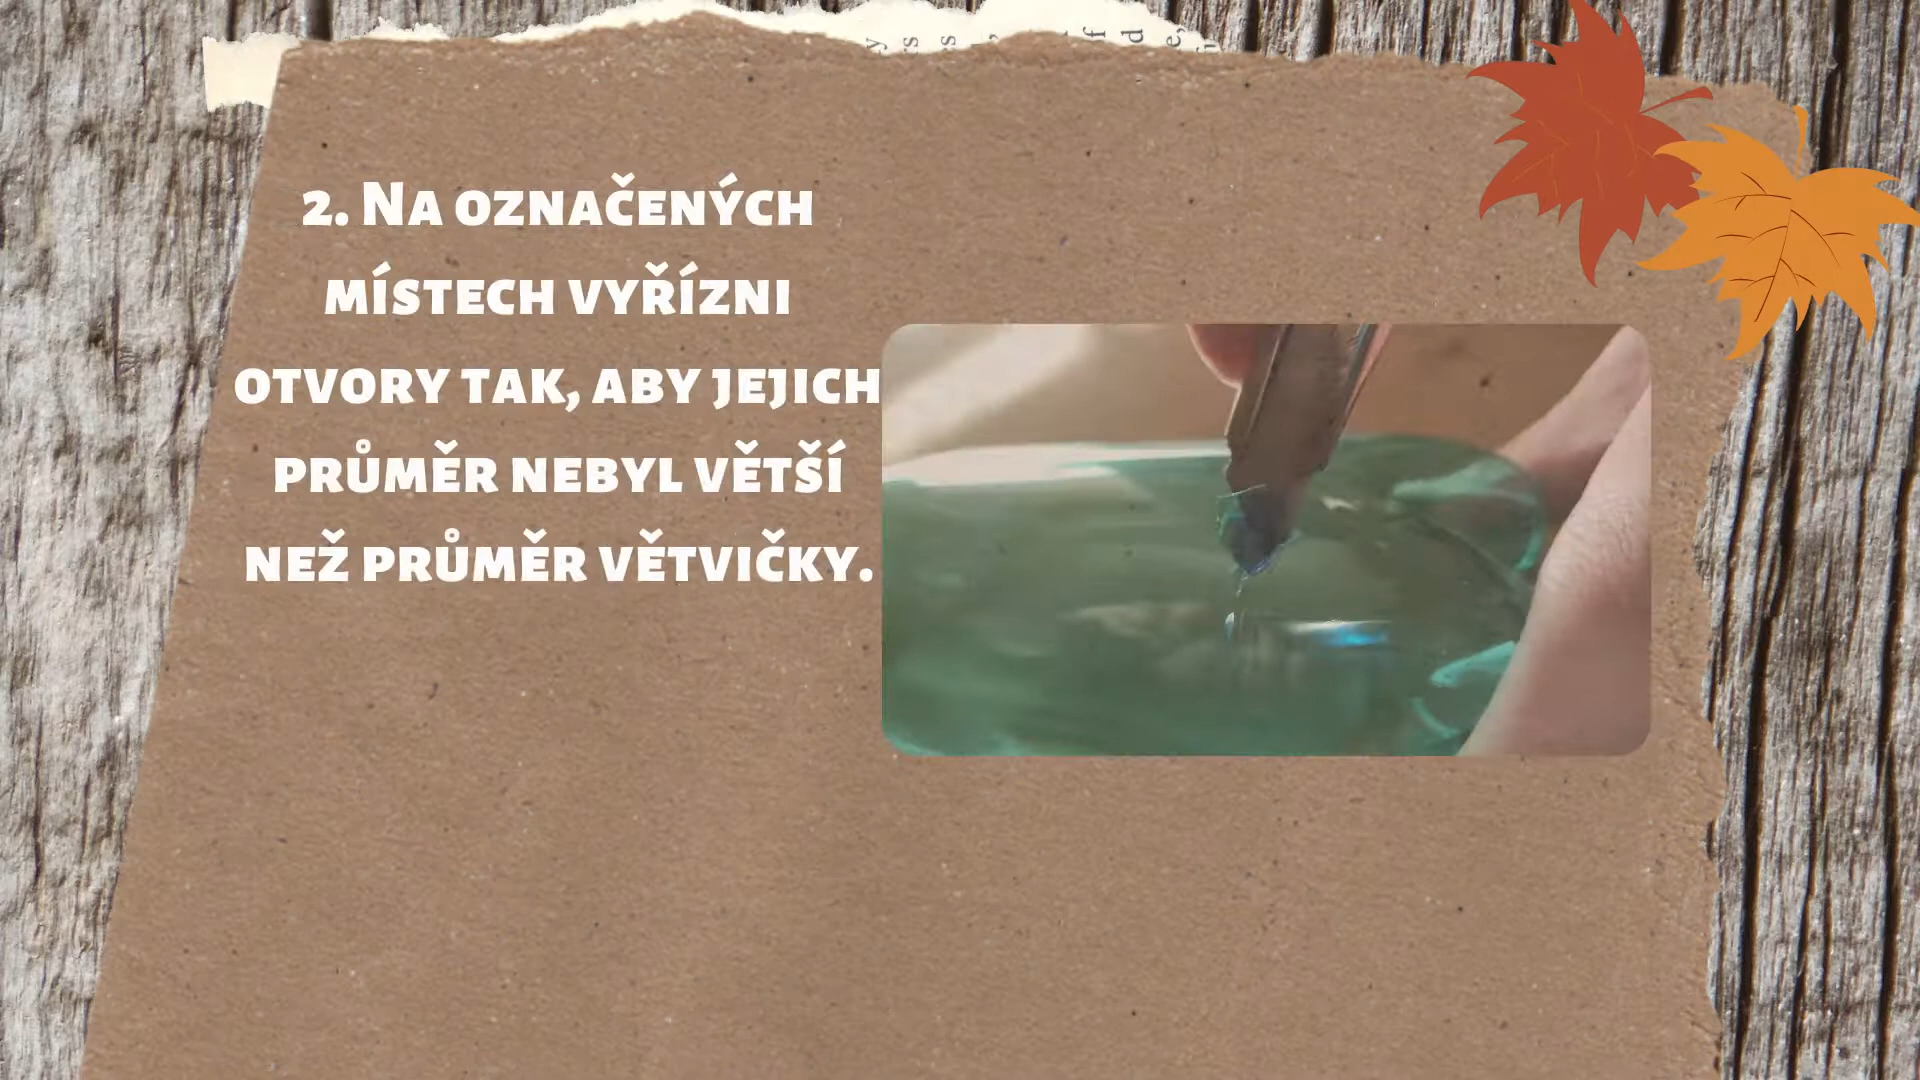 2. Na označených
místech vyřízni
otvory tak, aby jejich
průměr nebyl větší
než průměr větvičky.